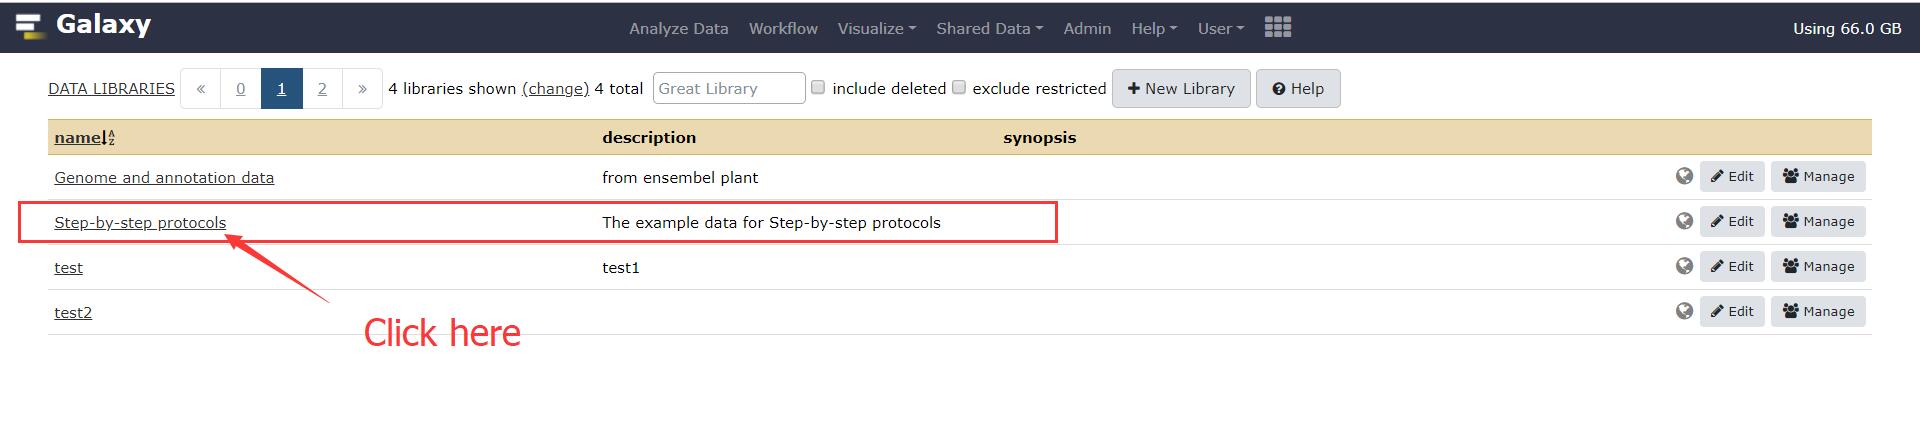 Galaxy Analyze Data Workflow Visualize Shared Data Admin Help User Using 66.0 GB
DATA LIBRARIES « 0 1 2 » 4 libraries shown (change) 4 total Great Library include deleted exclude restricted + New Library Help
name description synopsis
Genome and annotation data from ensembel plant Edit Manage
Step-by-step protocols The example data for Step-by-step protocols Edit Manage
test test1 Edit Manage
test2 Edit Manage
Click here